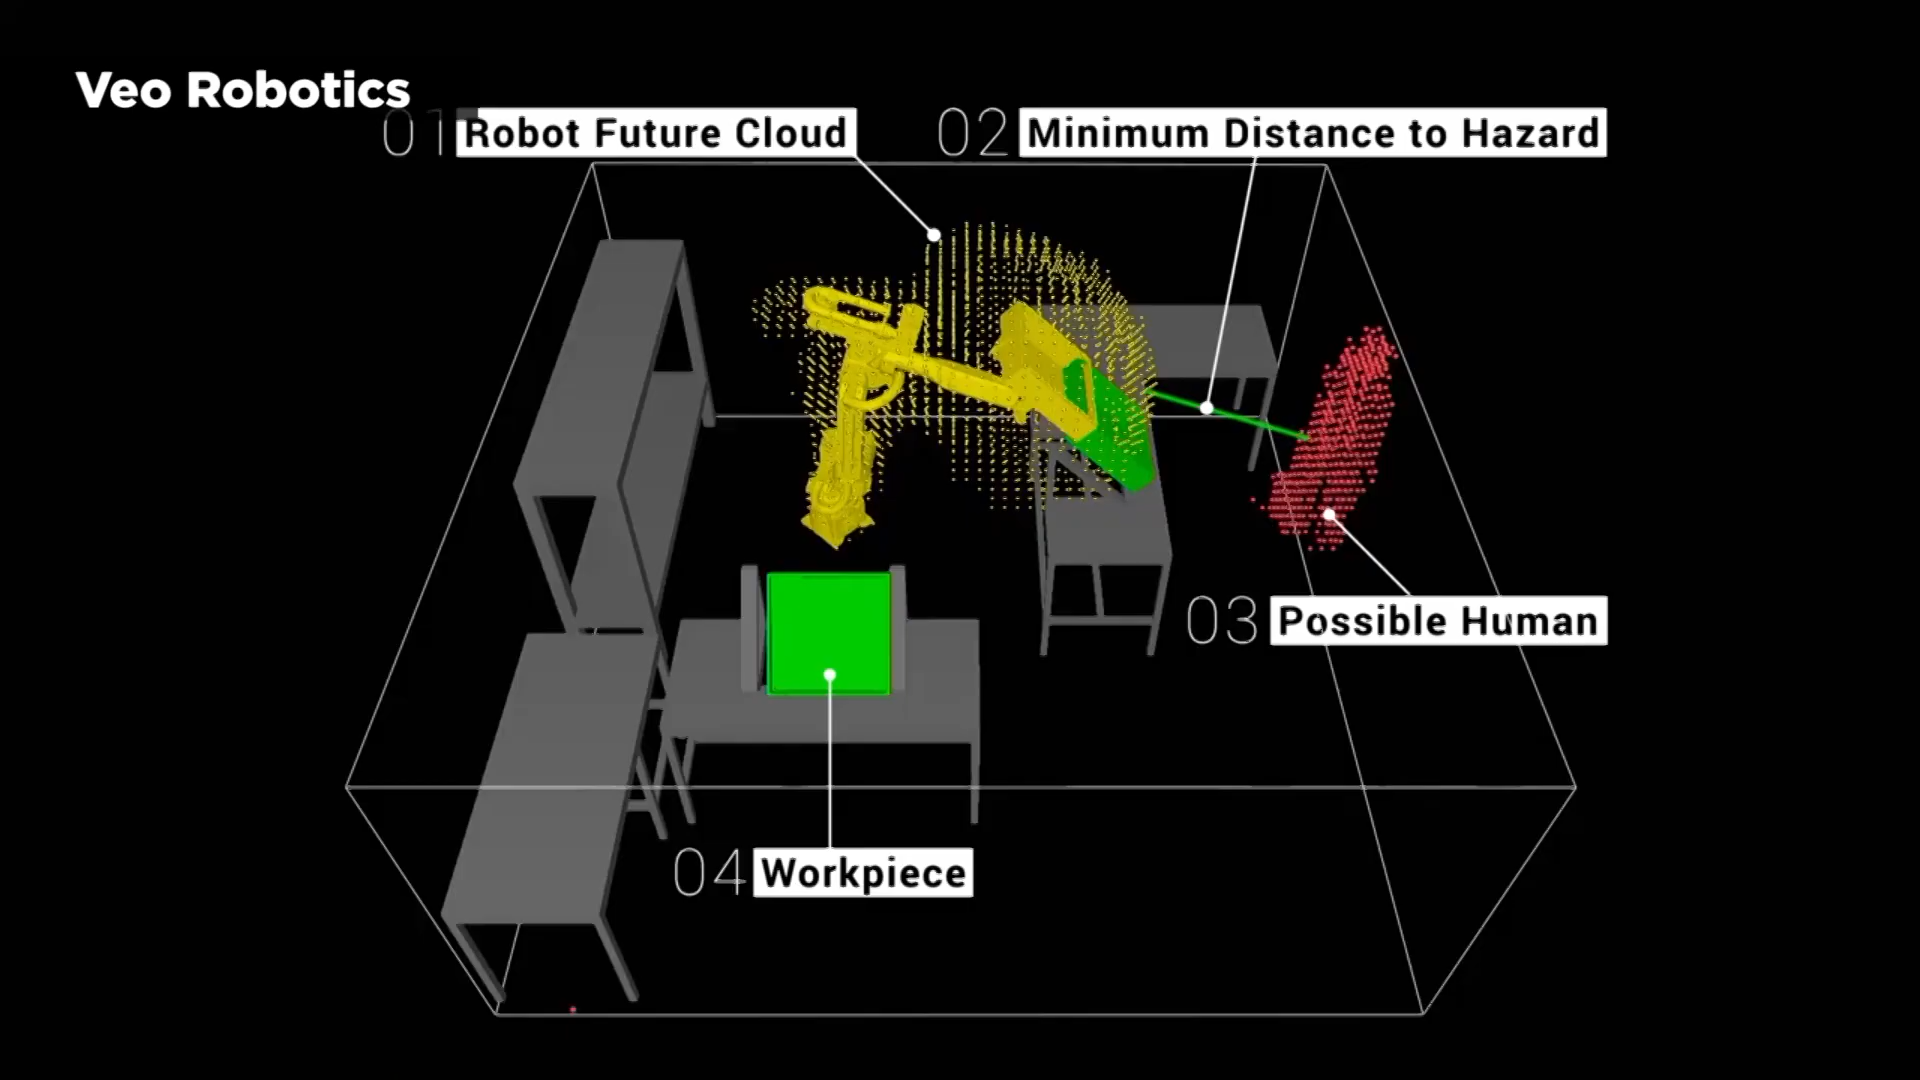 Veo Robotics
01 Robot Future Cloud
02 Minimum Distance to Hazard
03 Possible Human
04 Workpiece